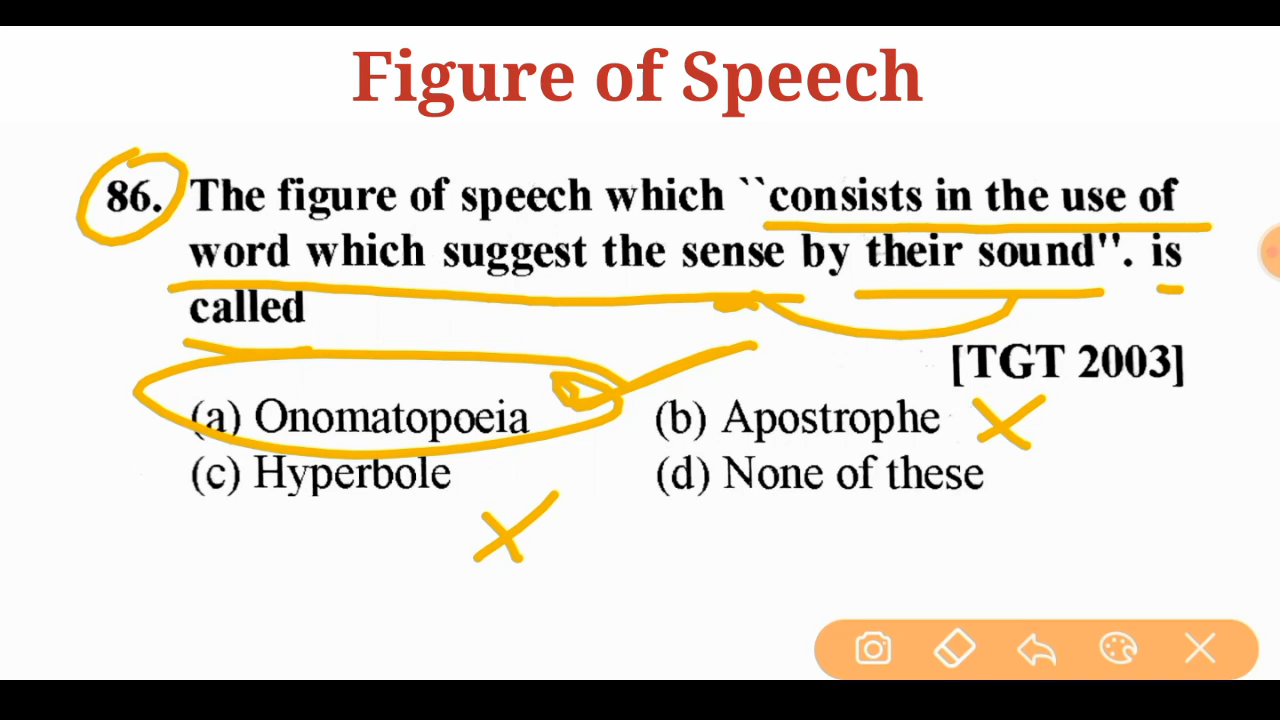 Figure of Speech
86. The figure of speech which ``consists in the use of
word which suggest the sense by their sound''. is
called
[TGT 2003]
(a) Onomatopoeia (b) Apostrophe
(c) Hyperbole (d) None of these